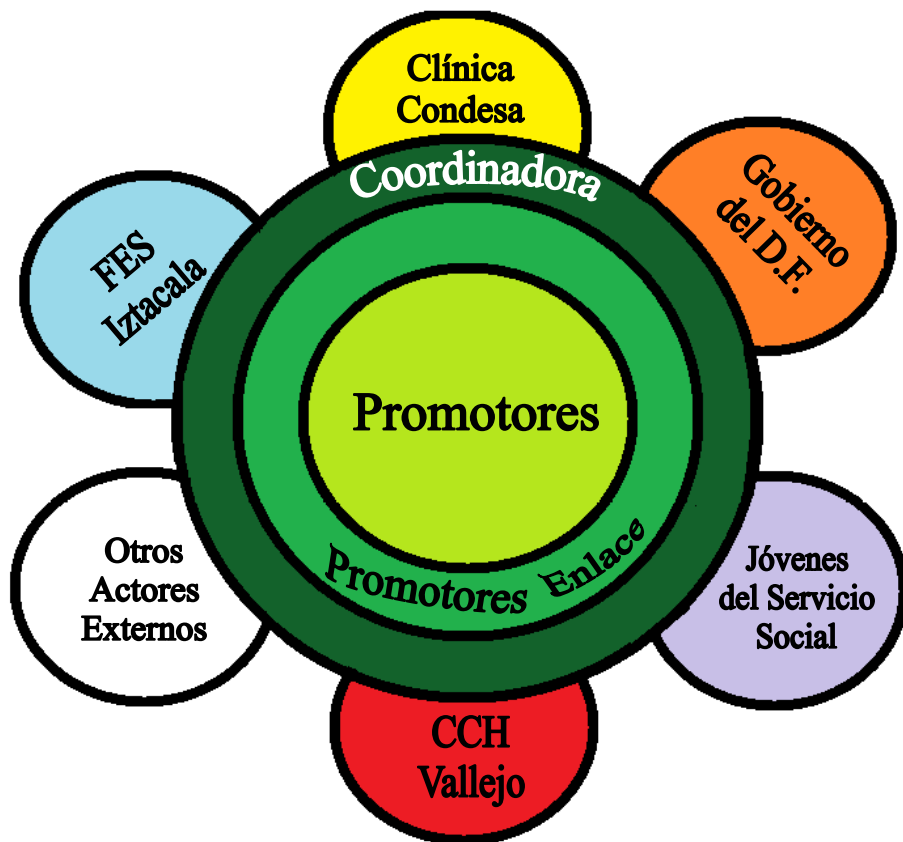 Clínica
Condesa
Coordinadora
Gobierno
del D.F.
FES
Iztacala
Promotores
Promotores Enlace
Otros
Actores
Externos
Jóvenes
del Servicio
Social
CCH
Vallejo